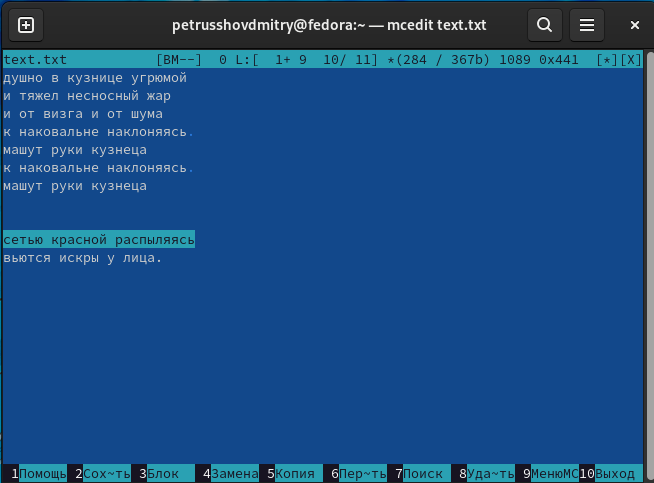 petrusshovdmitry@fedora:~ — mcedit text.txt
text.txt [BM--] 0 L:[ 1+ 9 10/ 11] *(284 / 367b) 1089 0x441 [*][X]
душно в кузнице угрюмой
и тяжел несносный жар
и от визга и от шума
к наковальне наклоняясь.
машут руки кузнеца
к наковальне наклоняясь.
машут руки кузнеца
сетью красной распыляясь
вьются искры у лица.
1Помощь 2Сох~ть 3Блок 4Замена 5Копия 6Пер~ть 7Поиск 8Уда~ть 9МенюMC 10Выход